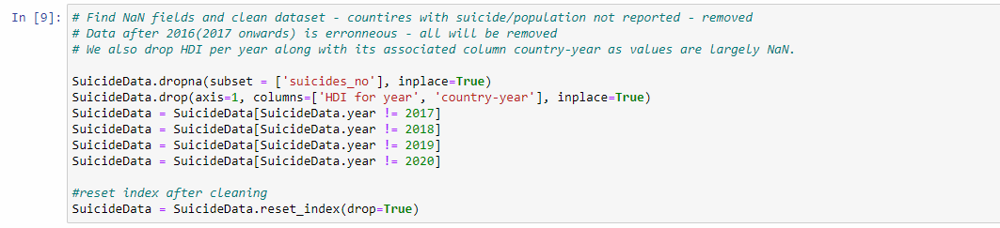 In [9]: # Find NaN fields and clean dataset - countires with suicide/population not reported - removed
# Data after 2016(2017 onwards) is erronneous - all will be removed
# We also drop HDI per year along with its associated column country-year as values are largely NaN.
SuicideData.dropna(subset = ['suicides_no'], inplace=True)
SuicideData.drop(axis=1, columns=['HDI for year', 'country-year'], inplace=True)
SuicideData = SuicideData[SuicideData.year != 2017]
SuicideData = SuicideData[SuicideData.year != 2018]
SuicideData = SuicideData[SuicideData.year != 2019]
SuicideData = SuicideData[SuicideData.year != 2020]
#reset index after cleaning
SuicideData = SuicideData.reset_index(drop=True)